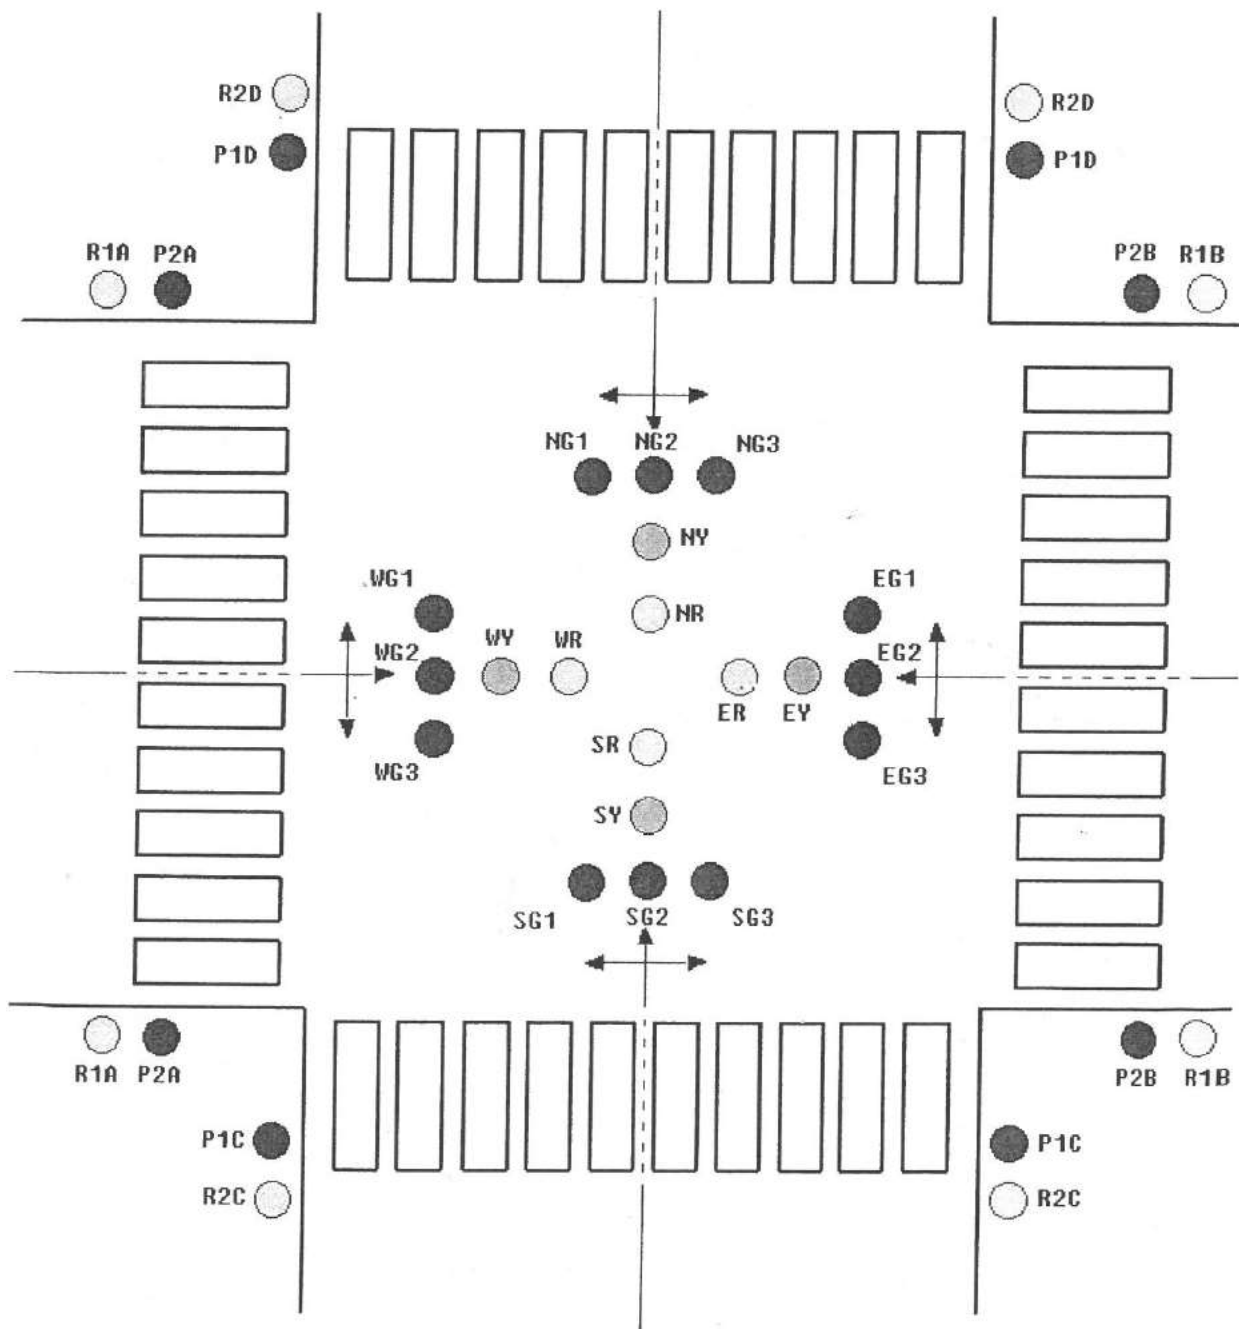 R2D R2D
P1D P1D
R1A P2A P2B R1B
NG1 NG2 NG3
NY
WG1 EG1
NR
WG2 WY WR EG2
ER EY
SR
WG3 EG3
SY
SG1 SG2 SG3
R1A P2A P2B R1B
P1C P1C
R2C R2C